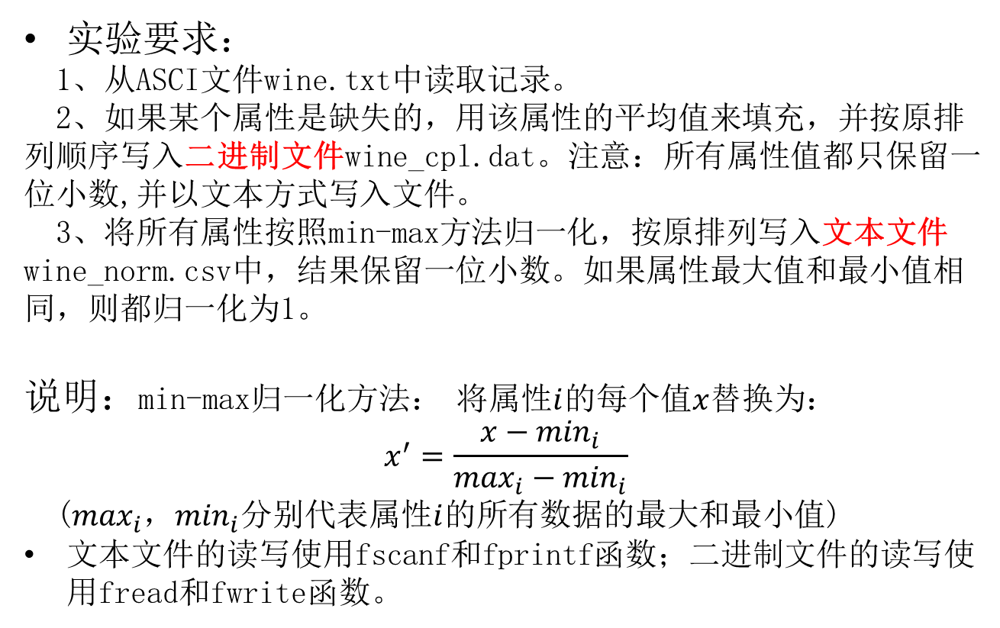 • 实验要求：
1、从ASCI文件wine.txt中读取记录。
2、如果某个属性是缺失的，用该属性的平均值来填充，并按原排
列顺序写入二进制文件wine_cpl.dat。注意：所有属性值都只保留一
位小数,并以文本方式写入文件。
3、将所有属性按照min-max方法归一化，按原排列写入文本文件
wine_norm.csv中，结果保留一位小数。如果属性最大值和最小值相
同，则都归一化为1。
说明：min-max归一化方法： 将属性i的每个值x替换为：
x′ = (x − minᵢ) / (maxᵢ − minᵢ)
(maxᵢ，minᵢ分别代表属性i的所有数据的最大和最小值)
• 文本文件的读写使用fscanf和fprintf函数；二进制文件的读写使
用fread和fwrite函数。